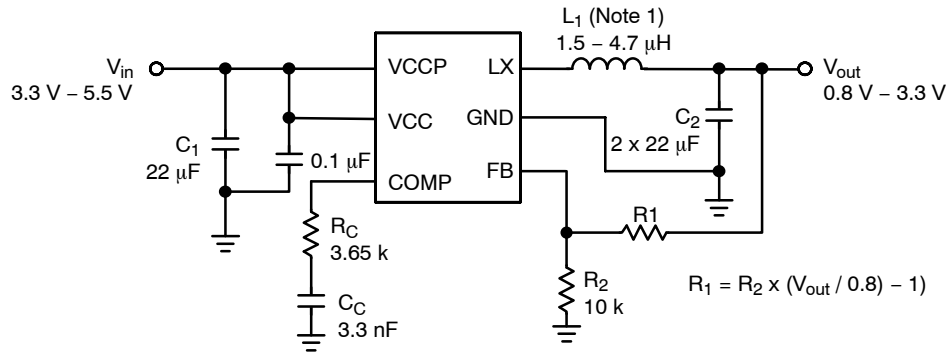 L1 (Note 1)
1.5 – 4.7 μH
Vin
3.3 V – 5.5 V
VCCP
LX
Vout
0.8 V – 3.3 V
VCC
GND
C1
22 μF
0.1 μF
C2
2 x 22 μF
COMP
FB
RC
3.65 k
R1
R2
10 k
R1 = R2 x (Vout / 0.8) – 1)
CC
3.3 nF